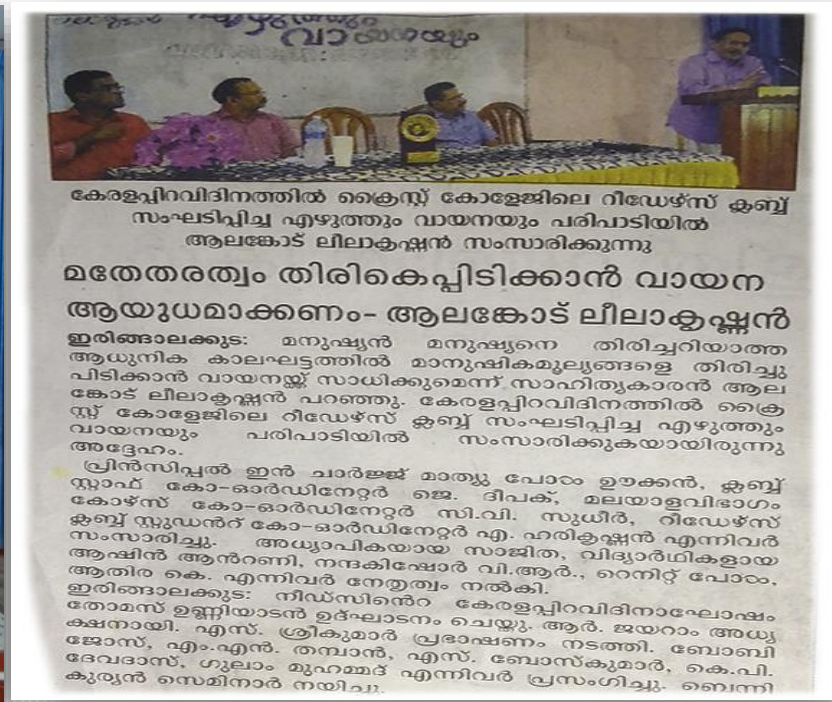 എഴുത്തും
വായനയും
കേരളപ്പിറവിദിനത്തിൽ ക്രൈസ്റ്റ് കോളേജിലെ റീഡേഴ്സ് ക്ലബ്ബ്
സംഘടിപ്പിച്ച എഴുത്തും വായനയും പരിപാടിയിൽ
ആലങ്കോട് ലീലാകൃഷ്ണൻ സംസാരിക്കുന്നു
മതേതരത്വം തിരികെപ്പിടിക്കാൻ വായന
ആയുധമാക്കണം- ആലങ്കോട് ലീലാകൃഷ്ണൻ
ഇരിങ്ങാലക്കുട: മനുഷ്യൻ മനുഷ്യനെ തിരിച്ചറിയാത്ത
ആധുനിക കാലഘട്ടത്തിൽ മാനുഷികമൂല്യങ്ങളെ തിരിച്ചു
പിടിക്കാൻ വായനയ്ക്ക് സാധിക്കുമെന്ന് സാഹിത്യകാരൻ ആല
ങ്കോട് ലീലാകൃഷ്ണൻ പറഞ്ഞു. കേരളപ്പിറവിദിനത്തിൽ ക്രൈ
സ്റ്റ് കോളേജിലെ റീഡേഴ്സ് ക്ലബ്ബ് സംഘടിപ്പിച്ച എഴുത്തും
വായനയും പരിപാടിയിൽ സംസാരിക്കുകയായിരുന്നു
അദ്ദേഹം.
പ്രിൻസിപ്പൽ ഇൻ ചാർജ്ജ് മാത്യു പോൾ ഊക്കൻ, ക്ലബ്ബ്
സ്റ്റാഫ് കോ-ഓർഡിനേറ്റർ ജെ. ദീപക്, മലയാളവിഭാഗം
കോഴ്സ് കോ-ഓർഡിനേറ്റർ സി.വി. സുധീർ, റീഡേഴ്സ്
ക്ലബ്ബ് സ്റ്റുഡൻറ് കോ-ഓർഡിനേറ്റർ എ. ഹരികൃഷ്ണൻ എന്നിവർ
സംസാരിച്ചു. അധ്യാപികയായ സാജിത, വിദ്യാർഥികളായ
ആഷിൻ ആൻറണി, നന്ദകിഷോർ വി.ആർ., റെനിറ്റ് പോൾ,
ആതിര കെ. എന്നിവർ നേതൃത്വം നൽകി.
ഇരിങ്ങാലക്കുട: നീഡ്സിൻെറ കേരളപ്പിറവിദിനാഘോഷം
തോമസ് ഉണ്ണിയാടൻ ഉദ്ഘാടനം ചെയ്തു. ആർ. ജയറാം അധ്യ
ക്ഷനായി. എസ്. ശ്രീകുമാർ പ്രഭാഷണം നടത്തി. ബോബി
ജോസ്, എം.എൻ. തമ്പാൻ, എസ്. ബോസ്കുമാർ, കെ.പി.
ദേവദാസ്, ഗുലാം മുഹമ്മദ് എന്നിവർ പ്രസംഗിച്ചു. ബെന്നി
കുര്യൻ സെമിനാർ നയിച്ചു.